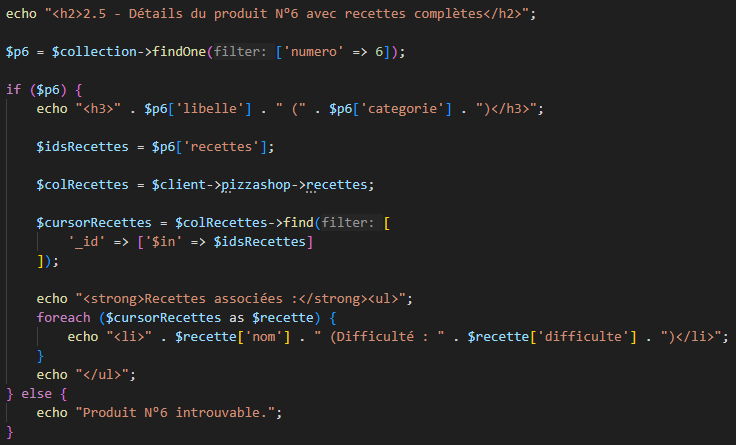 echo "<h2>2.5 - Détails du produit N°6 avec recettes complètes</h2>";
$p6 = $collection->findOne(filter: ['numero' => 6]);
if ($p6) {
echo "<h3>" . $p6['libelle'] . " (" . $p6['categorie'] . ")</h3>";
$idsRecettes = $p6['recettes'];
$colRecettes = $client->pizzashop->recettes;
$cursorRecettes = $colRecettes->find(filter: [
'_id' => ['$in' => $idsRecettes]
]);
echo "<strong>Recettes associées :</strong><ul>";
foreach ($cursorRecettes as $recette) {
echo "<li>" . $recette['nom'] . " (Difficulté : " . $recette['difficulte'] . ")</li>";
}
echo "</ul>";
} else {
echo "Produit N°6 introuvable.";
}